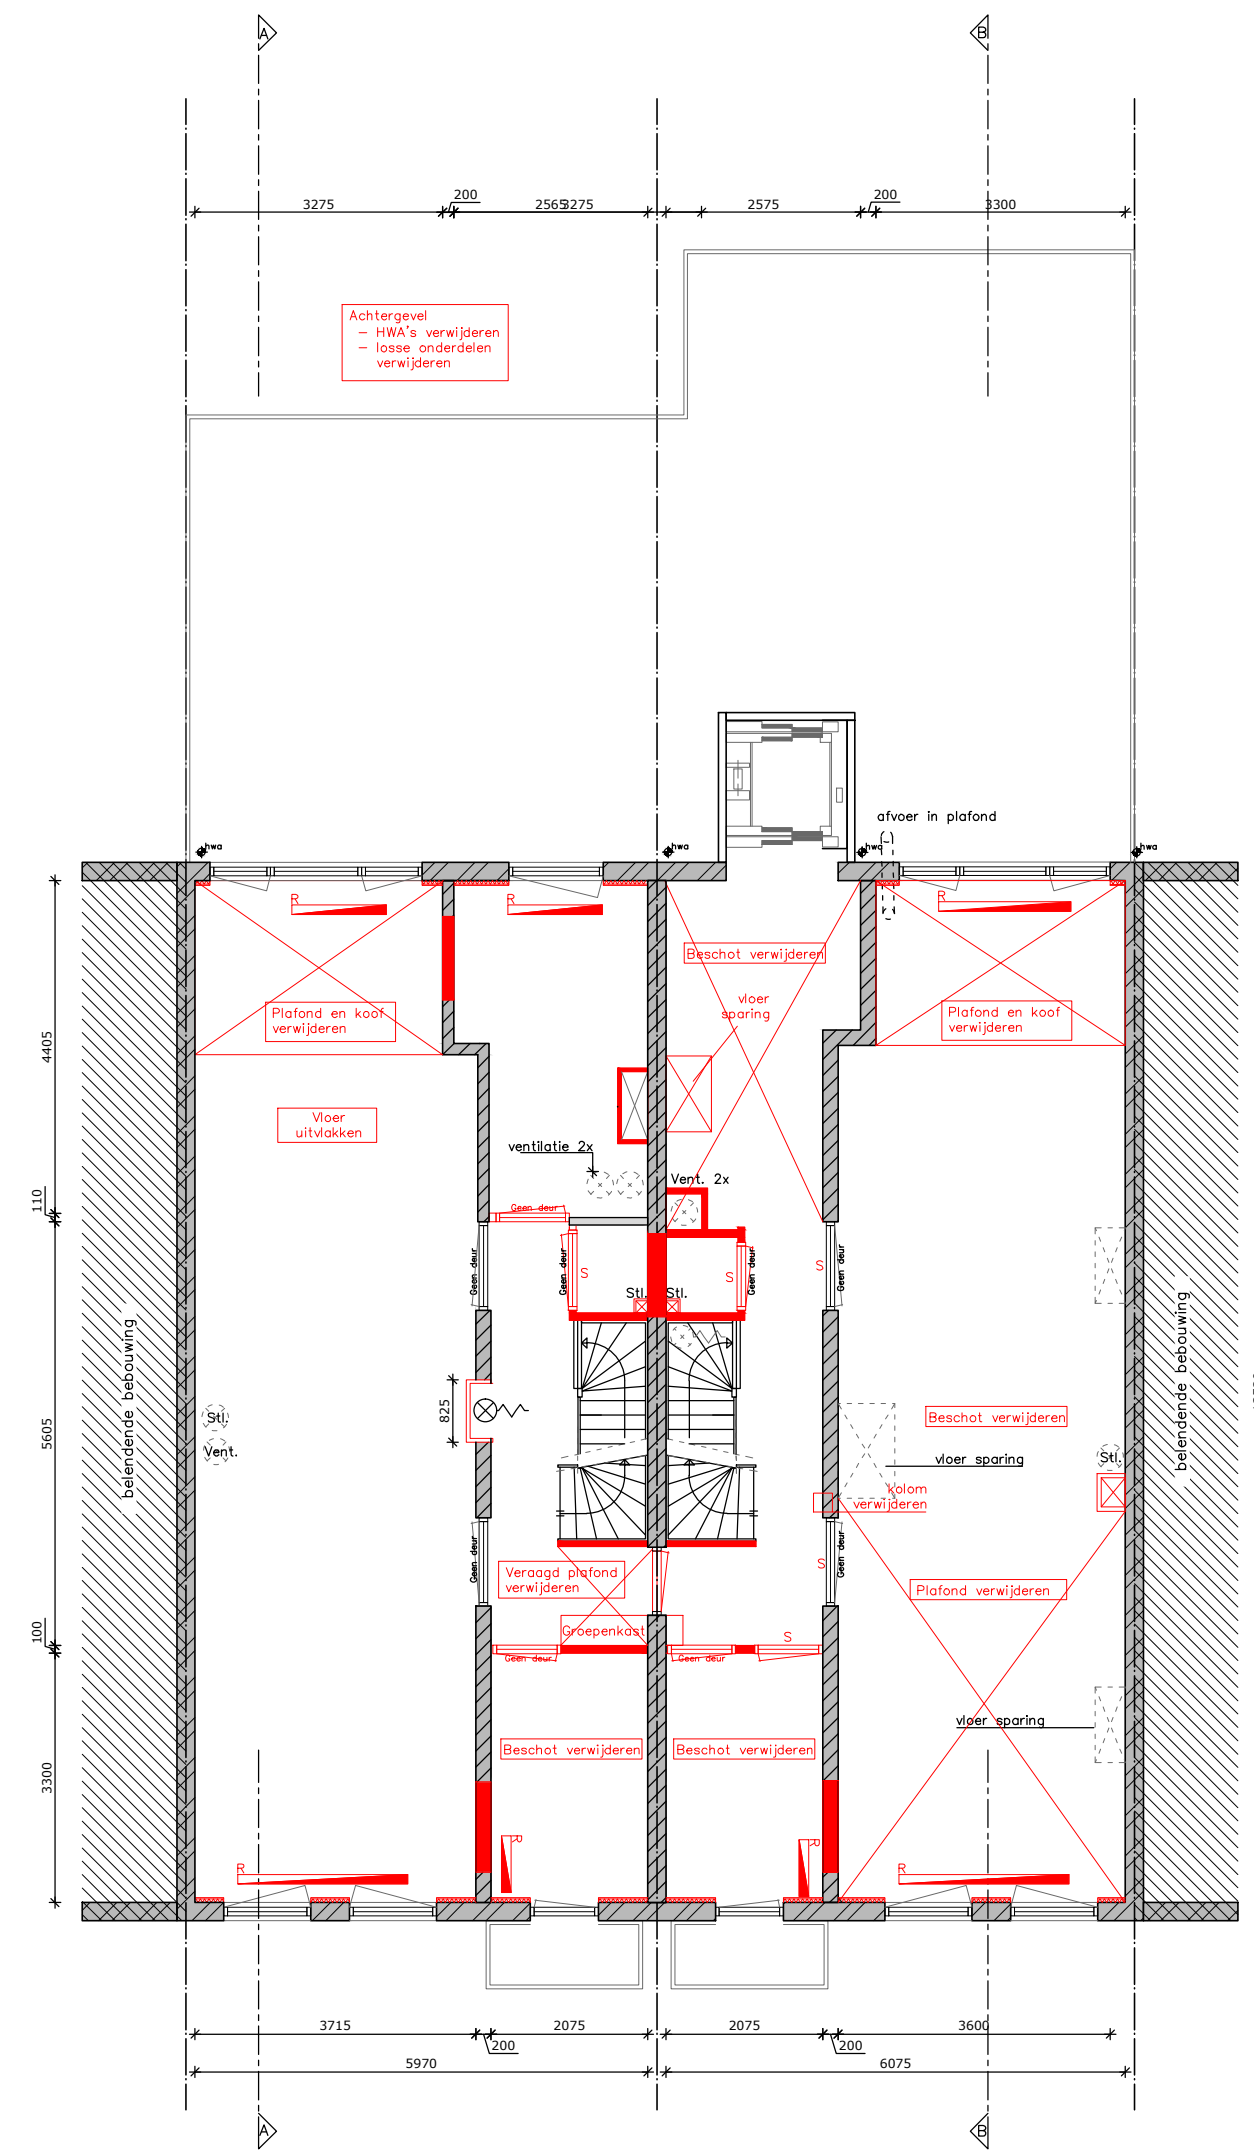 A
B
3275
200
2565
3275
2575
200
3300
Achtergevel
- HWA's verwijderen
- losse onderdelen
verwijderen
afvoer in plafond
hwa
hwa
hwa
hwa
R
R
R
Beschot verwijderen
Plafond en koof
verwijderen
vloer
sparing
Plafond en koof
verwijderen
4405
Vloer
uitvlakken
ventilatie 2x
Vent. 2x
110
Geen deur
Geen deur
Geen deur
S
S
Geen deur
S
Geen deur
Stl.
Stl.
belendende bebouwing
belendende bebouwing
825
5605
Stl.
Vent.
Beschot verwijderen
vloer sparing
Stl.
kolom
verwijderen
Geen deur
Veraagd plafond
verwijderen
S
Geen deur
Plafond verwijderen
Groepenkast
100
S
Geen deur
Geen deur
vloer sparing
Beschot verwijderen
Beschot verwijderen
3300
R
R
R
R
3715
200
2075
2075
200
3600
5970
6075
A
B